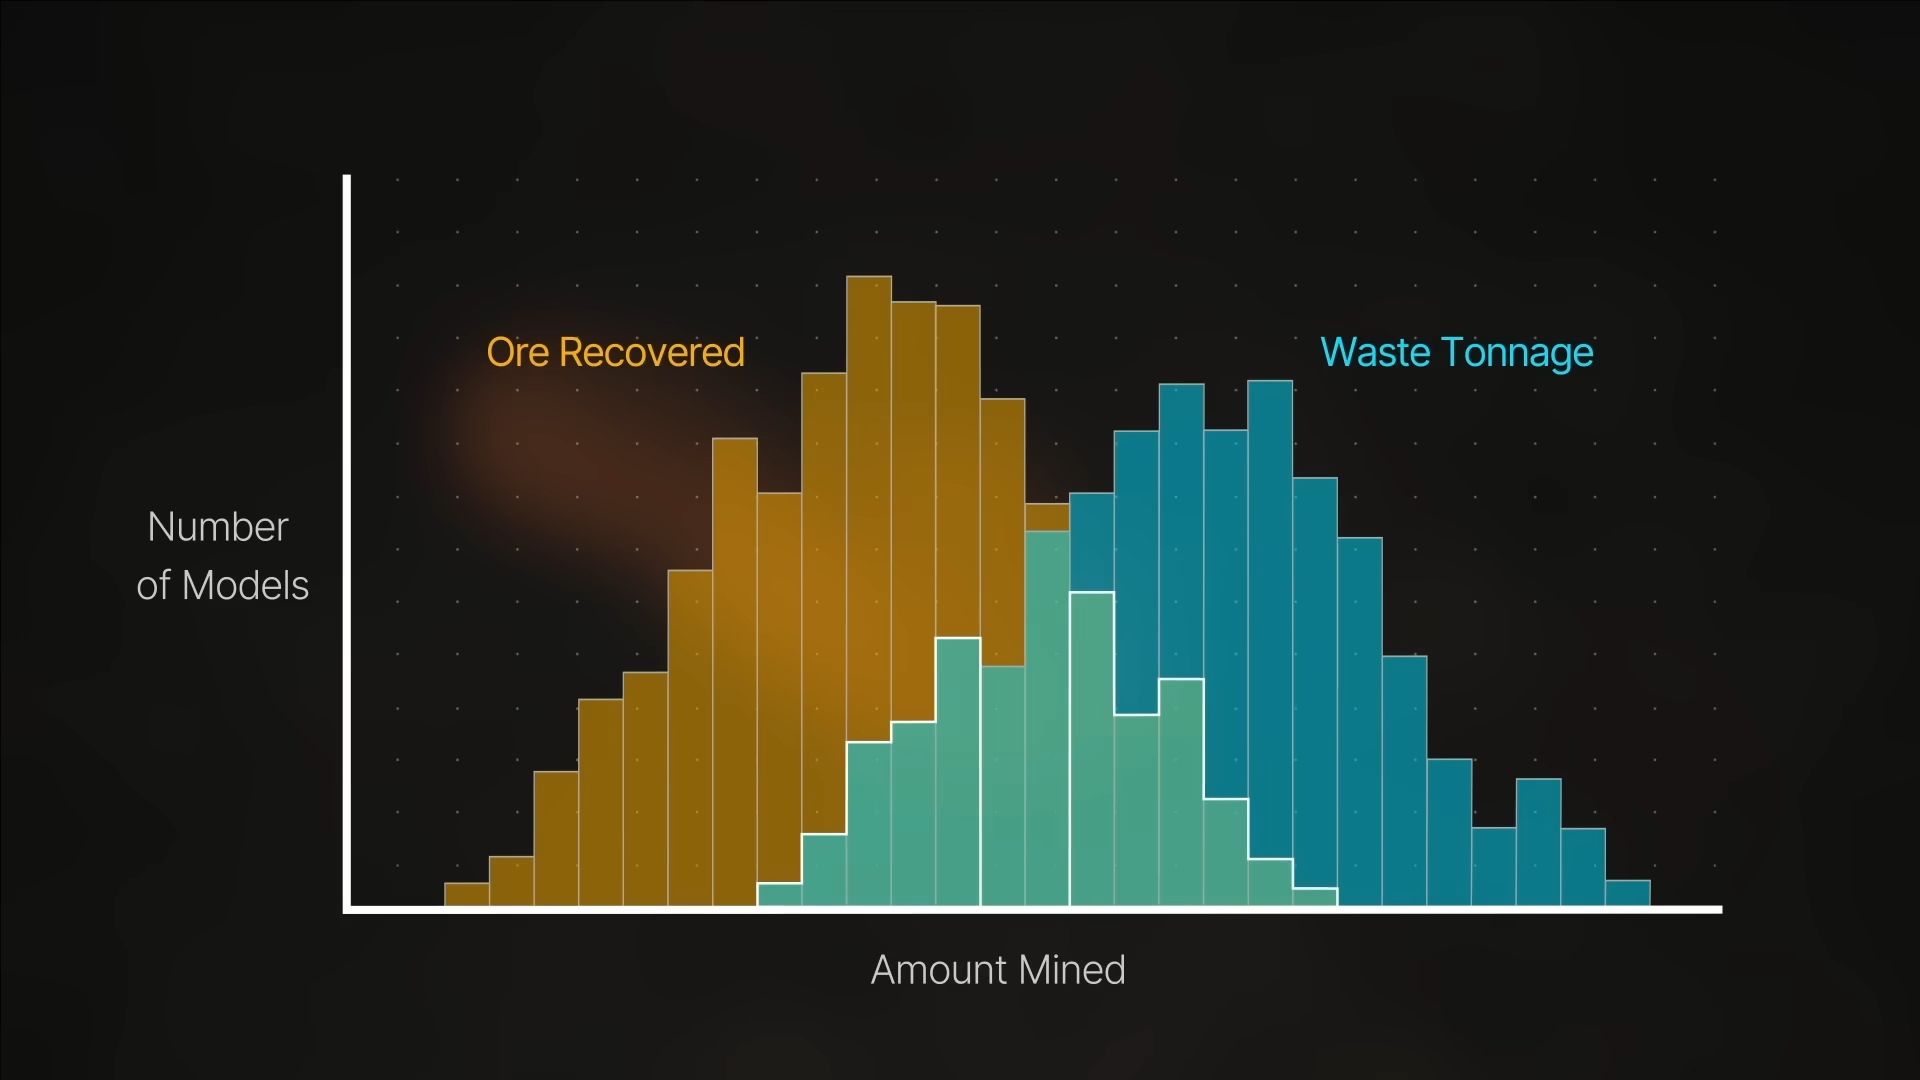 Ore Recovered
Waste Tonnage
Number
of Models
Amount Mined